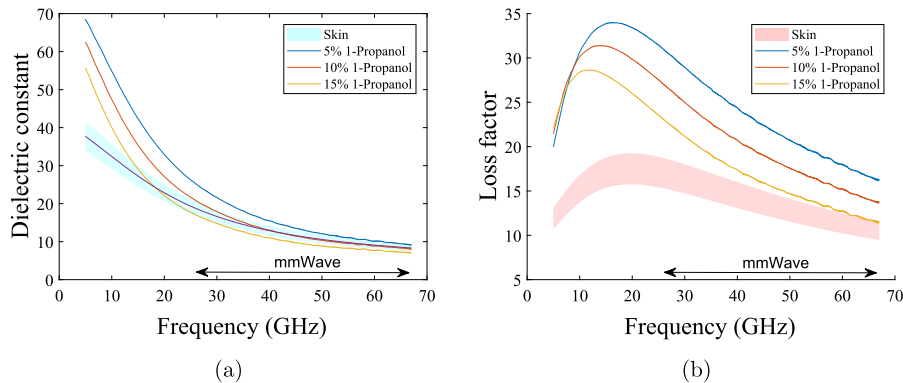 70
60
50
40
30
20
10
0
0 10 20 30 40 50 60 70
Dielectric constant
Frequency (GHz)
Skin
5% 1-Propanol
10% 1-Propanol
15% 1-Propanol
mmWave
(a)
35
30
25
20
15
10
5
0 10 20 30 40 50 60 70
Loss factor
Frequency (GHz)
Skin
5% 1-Propanol
10% 1-Propanol
15% 1-Propanol
mmWave
(b)